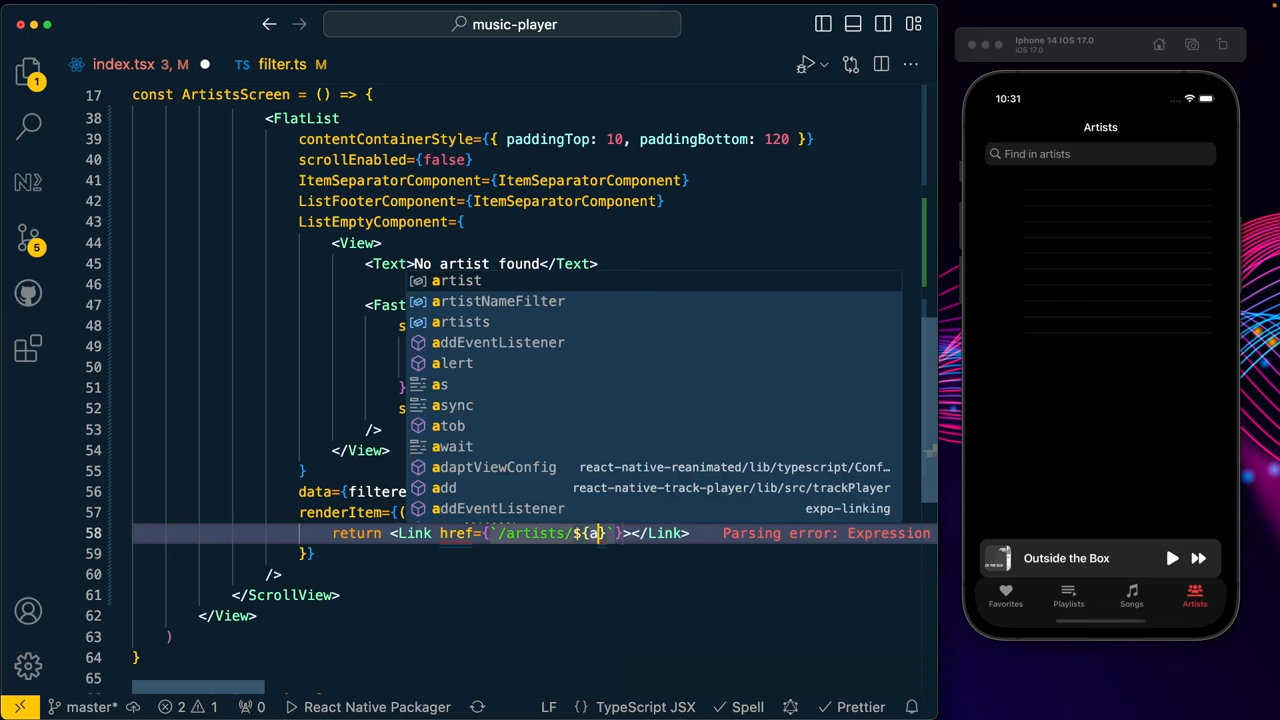 music-player
index.tsx 3, M
TS filter.ts M
17 const ArtistsScreen = () => {
38 <FlatList
39 contentContainerStyle={{ paddingTop: 10, paddingBottom: 120 }}
40 scrollEnabled={false}
41 ItemSeparatorComponent={ItemSeparatorComponent}
42 ListFooterComponent={ItemSeparatorComponent}
43 ListEmptyComponent={
44 <View>
45 <Text>No artist found</Text>
46
47 <Fast
48 s
49
50
51 }
52 s
53 />
54 </View>
55 }
56 data={filtere
57 renderItem={(
58 return <Link href={`/artists/${a}`}></Link> Parsing error: Expression
59 }}
60 />
61 </ScrollView>
62 </View>
63 )
64 }
65
artist
artistNameFilter
artists
addEventListener
alert
as
async
atob
await
adaptViewConfig react-native-reanimated/lib/typescript/Conf…
add react-native-track-player/lib/src/trackPlayer
addEventListener expo-linking
1
5
master* 2 1 0 React Native Packager LF {} TypeScript JSX Spell Prettier
Iphone 14 IOS 17.0
iOS 17.0
10:31
Artists
Find in artists
Outside the Box
Favorites Playlists Songs Artists